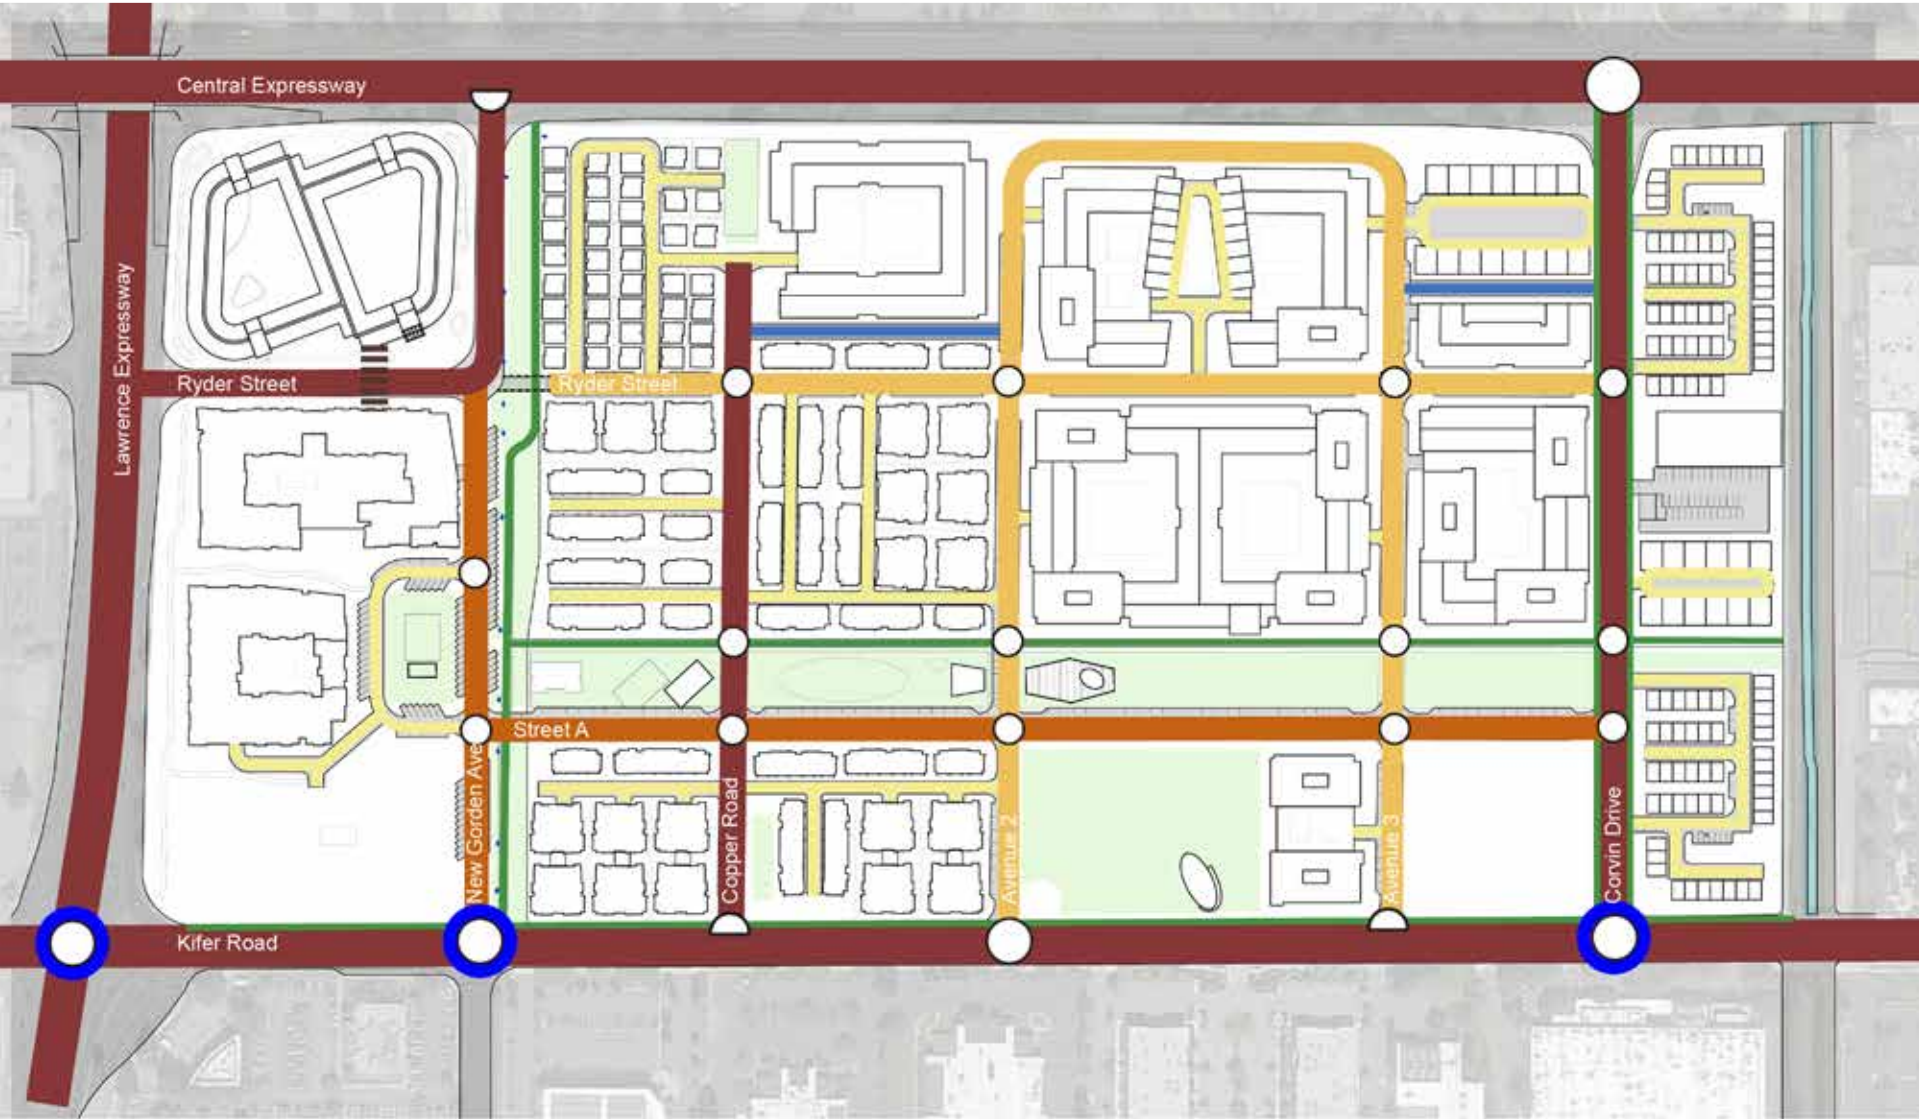 Central Expressway
Lawrence Expressway
Ryder Street
Ryder Street
Street A
New Gorden Ave
Copper Road
Avenue 2
Avenue 3
Corvin Drive
Kifer Road